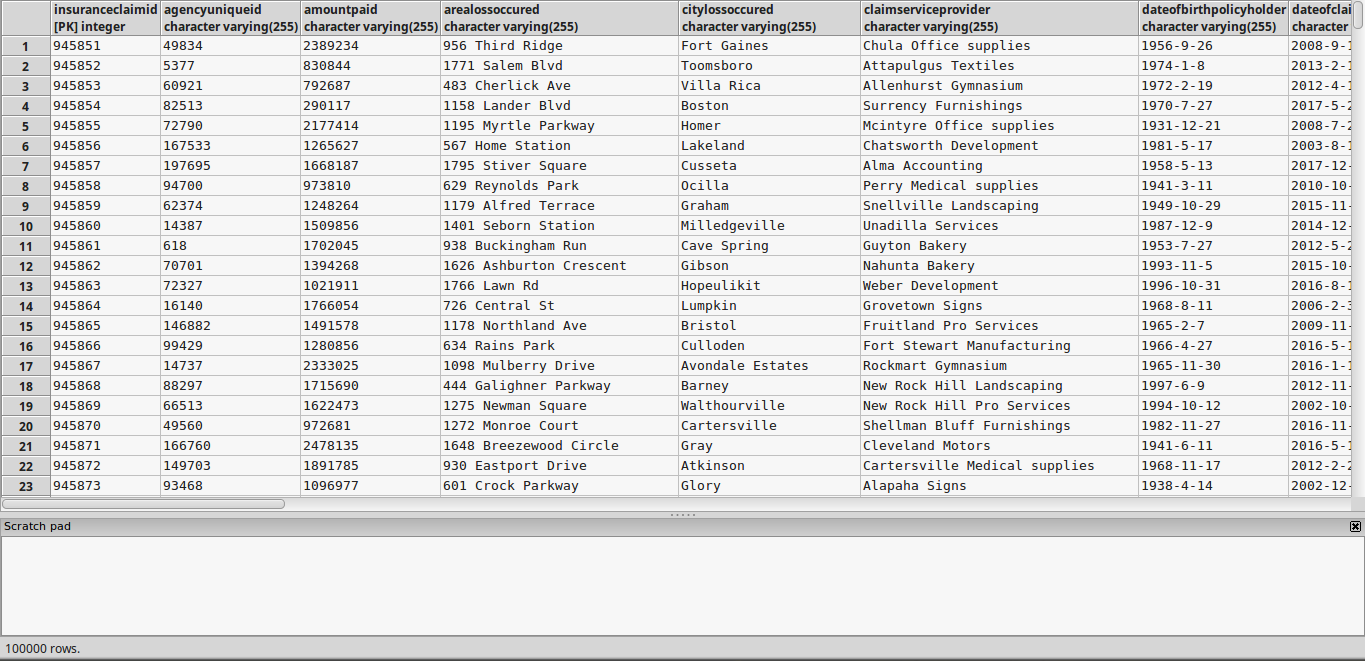 insuranceclaimid agencyuniqueid amountpaid arealossoccured citylossoccured claimserviceprovider dateofbirthpolicyholder dateofclai
[PK] integer character varying(255) character varying(255) character varying(255) character varying(255) character varying(255) character varying(255) character
1 945851 49834 2389234 956 Third Ridge Fort Gaines Chula Office supplies 1956-9-26 2008-9-1
2 945852 5377 830844 1771 Salem Blvd Toomsboro Attapulgus Textiles 1974-1-8 2013-2-1
3 945853 60921 792687 483 Cherlick Ave Villa Rica Allenhurst Gymnasium 1972-2-19 2012-4-1
4 945854 82513 290117 1158 Lander Blvd Boston Surrency Furnishings 1970-7-27 2017-5-2
5 945855 72790 2177414 1195 Myrtle Parkway Homer Mcintyre Office supplies 1931-12-21 2008-7-2
6 945856 167533 1265627 567 Home Station Lakeland Chatsworth Development 1981-5-17 2003-8-1
7 945857 197695 1668187 1795 Stiver Square Cusseta Alma Accounting 1958-5-13 2017-12-
8 945858 94700 973810 629 Reynolds Park Ocilla Perry Medical supplies 1941-3-11 2010-10-
9 945859 62374 1248264 1179 Alfred Terrace Graham Snellville Landscaping 1949-10-29 2015-11-
10 945860 14387 1509856 1401 Seborn Station Milledgeville Unadilla Services 1987-12-9 2014-12-
11 945861 618 1702045 938 Buckingham Run Cave Spring Guyton Bakery 1953-7-27 2012-5-2
12 945862 70701 1394268 1626 Ashburton Crescent Gibson Nahunta Bakery 1993-11-5 2015-10-
13 945863 72327 1021911 1766 Lawn Rd Hopeulikit Weber Development 1996-10-31 2016-8-1
14 945864 16140 1766054 726 Central St Lumpkin Grovetown Signs 1968-8-11 2006-2-3
15 945865 146882 1491578 1178 Northland Ave Bristol Fruitland Pro Services 1965-2-7 2009-11-
16 945866 99429 1280856 634 Rains Park Culloden Fort Stewart Manufacturing 1966-4-27 2016-5-1
17 945867 14737 2333025 1098 Mulberry Drive Avondale Estates Rockmart Gymnasium 1965-11-30 2016-1-1
18 945868 88297 1715690 444 Galighner Parkway Barney New Rock Hill Landscaping 1997-6-9 2012-11-
19 945869 66513 1622473 1275 Newman Square Walthourville New Rock Hill Pro Services 1994-10-12 2002-10-
20 945870 49560 972681 1272 Monroe Court Cartersville Shellman Bluff Furnishings 1982-11-27 2016-11-
21 945871 166760 2478135 1648 Breezewood Circle Gray Cleveland Motors 1941-6-11 2016-5-1
22 945872 149703 1891785 930 Eastport Drive Atkinson Cartersville Medical supplies 1968-11-17 2012-2-2
23 945873 93468 1096977 601 Crock Parkway Glory Alapaha Signs 1938-4-14 2002-12-
Scratch pad
100000 rows.